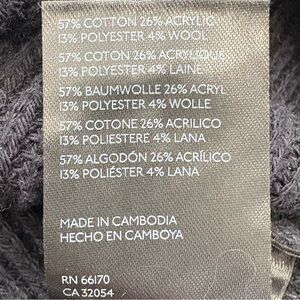 57% COTTON 26% ACRYLIC
13% POLYESTER 4% WOOL
57% COTON 26% ACRYLIQUE
13% POLYESTER 4% LAINE
57% BAUMWOLLE 26% ACRYL
13% POLYESTER 4% WOLLE
57% COTONE 26% ACRILICO
13% POLIESTERE 4% LANA
57% ALGODÓN 26% ACRÍLICO
13% POLIÉSTER 4% LANA
MADE IN CAMBODIA
HECHO EN CAMBOYA
RN 66170
CA 32054